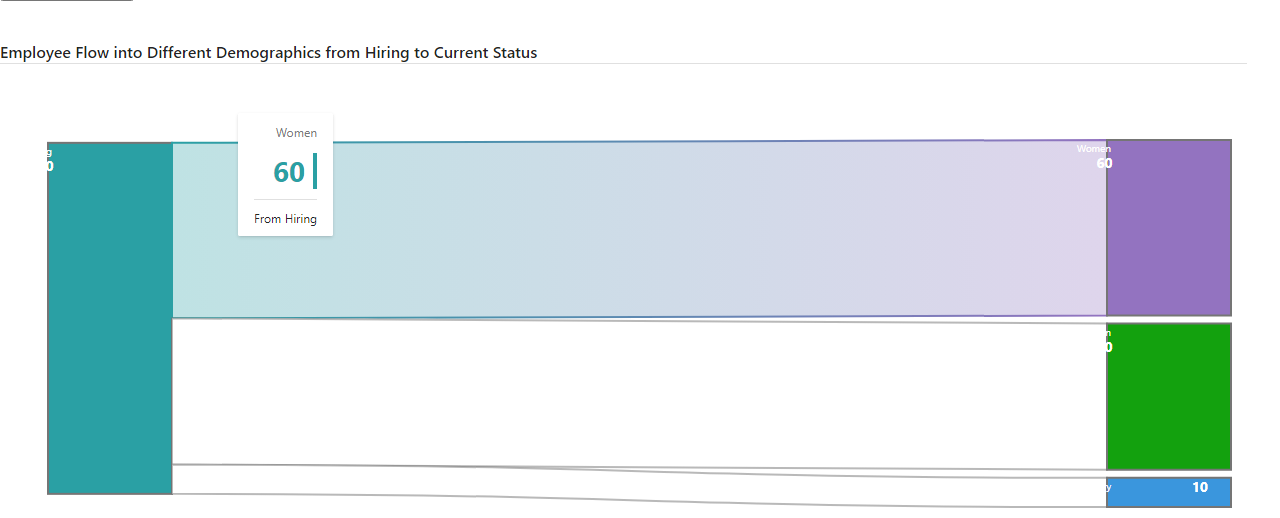 Employee Flow into Different Demographics from Hiring to Current Status
Women
60
From Hiring
g
0
Women
60
n
0
y
10